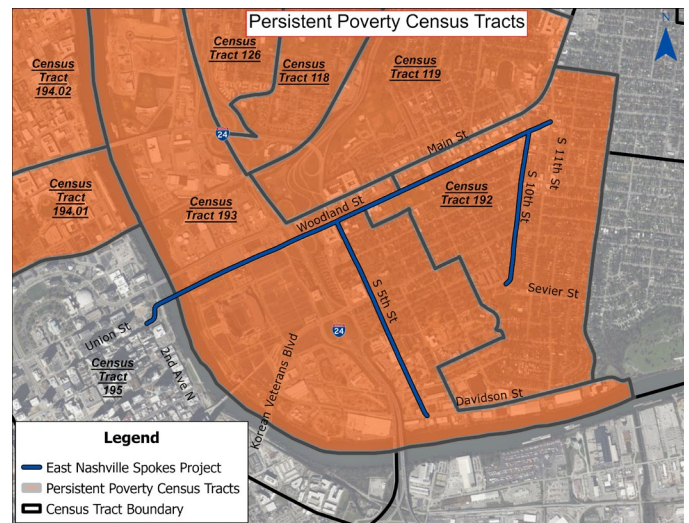 Persistent Poverty Census Tracts
N
Census
Tract
194.02
Census
Tract 126
Census
Tract 118
Census
Tract 119
24
Main St
S 11th St
Census
Tract
194.01
Census
Tract 193
Woodland St
Census
Tract 192
S 10th St
Sevier St
S 5th St
24
Union St
2nd Ave N
Census
Tract
195
Korean Veterans Blvd
Davidson St
Legend
East Nashville Spokes Project
Persistent Poverty Census Tracts
Census Tract Boundary